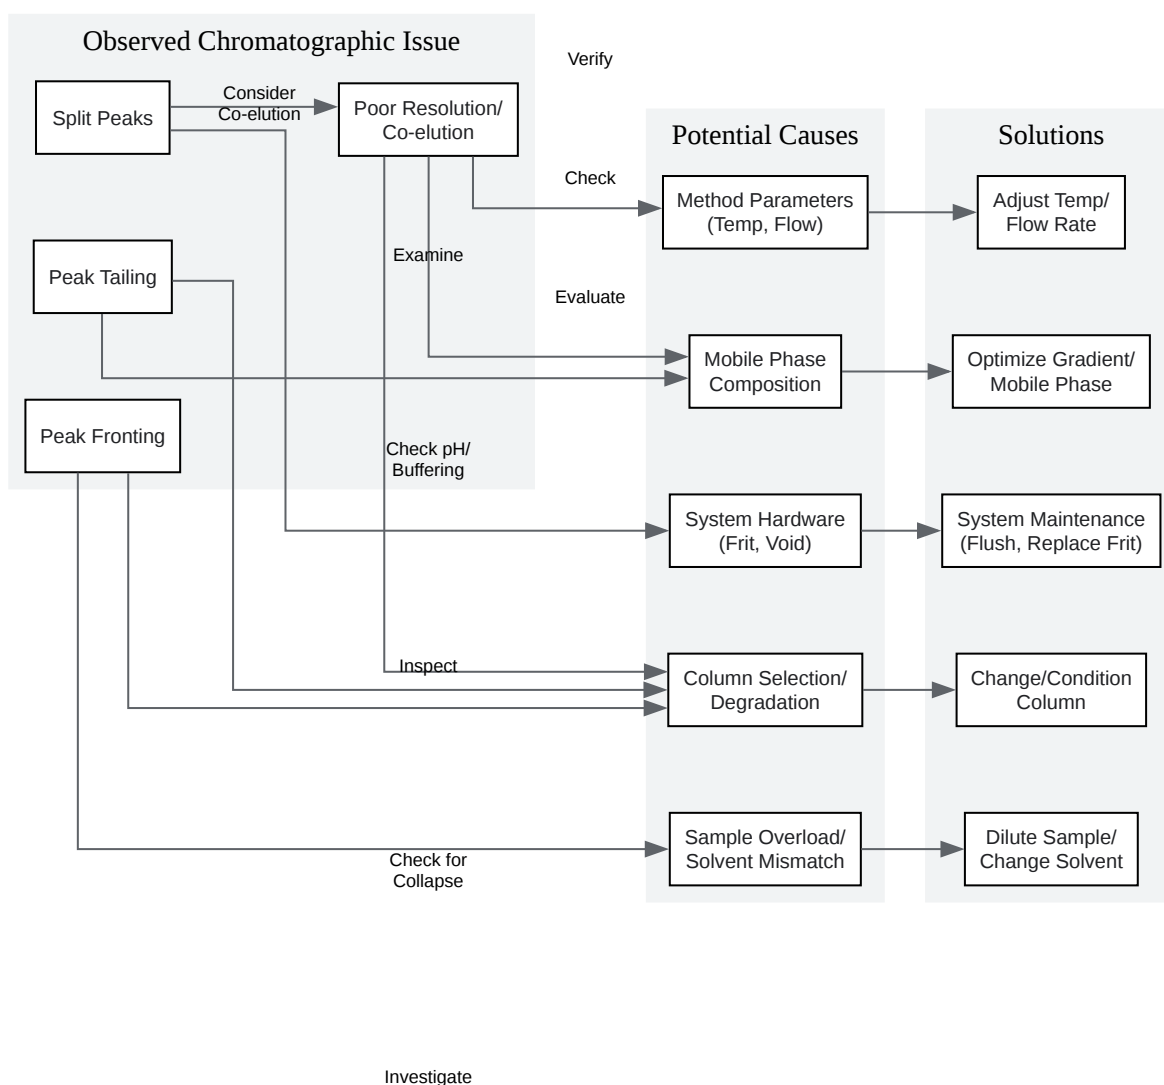 Observed Chromatographic Issue
Verify
Split Peaks
Consider
Co-elution
Poor Resolution/
Co-elution
Potential Causes
Solutions
Check
Method Parameters
(Temp, Flow)
Adjust Temp/
Flow Rate
Examine
Peak Tailing
Evaluate
Mobile Phase
Composition
Optimize Gradient/
Mobile Phase
Peak Fronting
Check pH/
Buffering
System Hardware
(Frit, Void)
System Maintenance
(Flush, Replace Frit)
Inspect
Column Selection/
Degradation
Change/Condition
Column
Sample Overload/
Solvent Mismatch
Dilute Sample/
Change Solvent
Check for
Collapse
Investigate